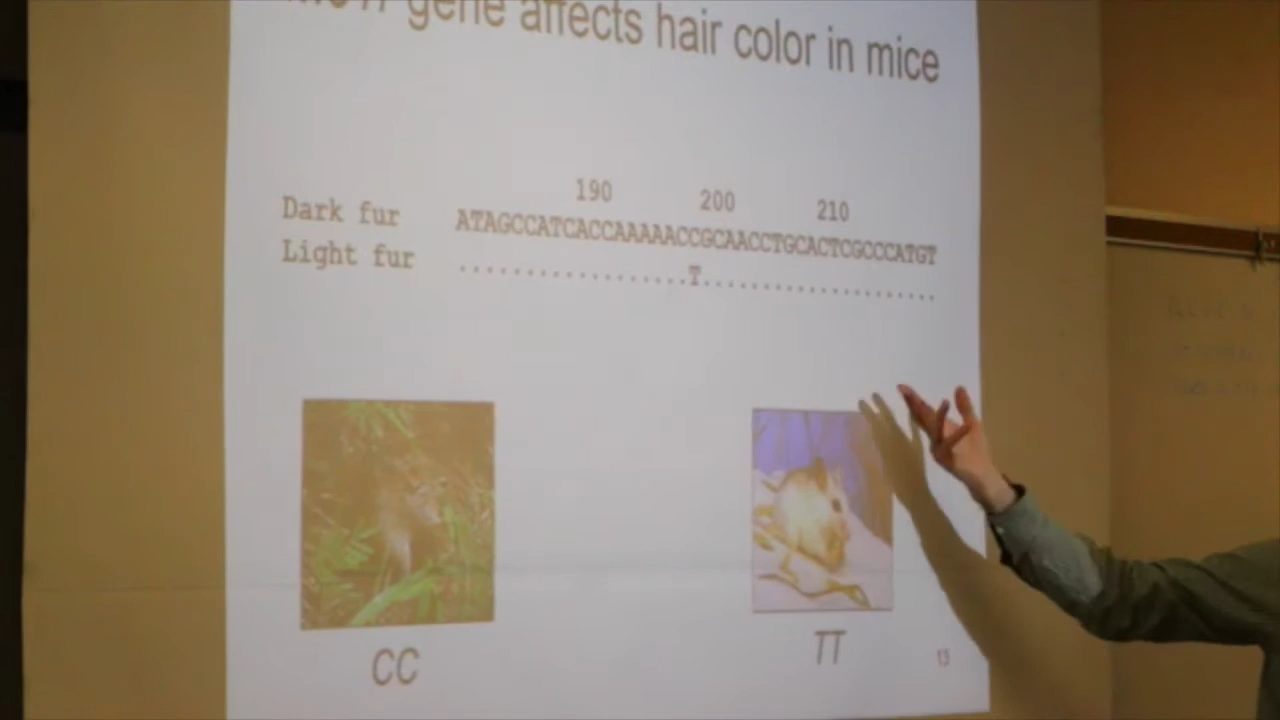 gene affects hair color in mice
190 200 210
Dark fur ATAGCCATCACCAAAAACCGCAACCTGCACTCGCCCATGT
Light fur ..................T.....................
CC TT
13